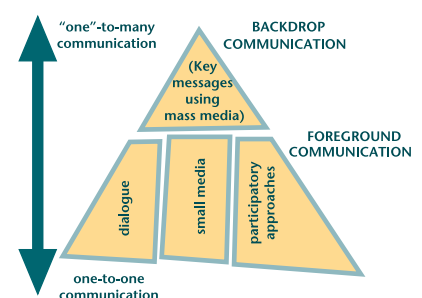 “one”-to-many
communication
BACKDROP
COMMUNICATION
(Key
messages
using
mass media)
FOREGROUND
COMMUNICATION
dialogue
small media
participatory
approaches
one-to-one
communication